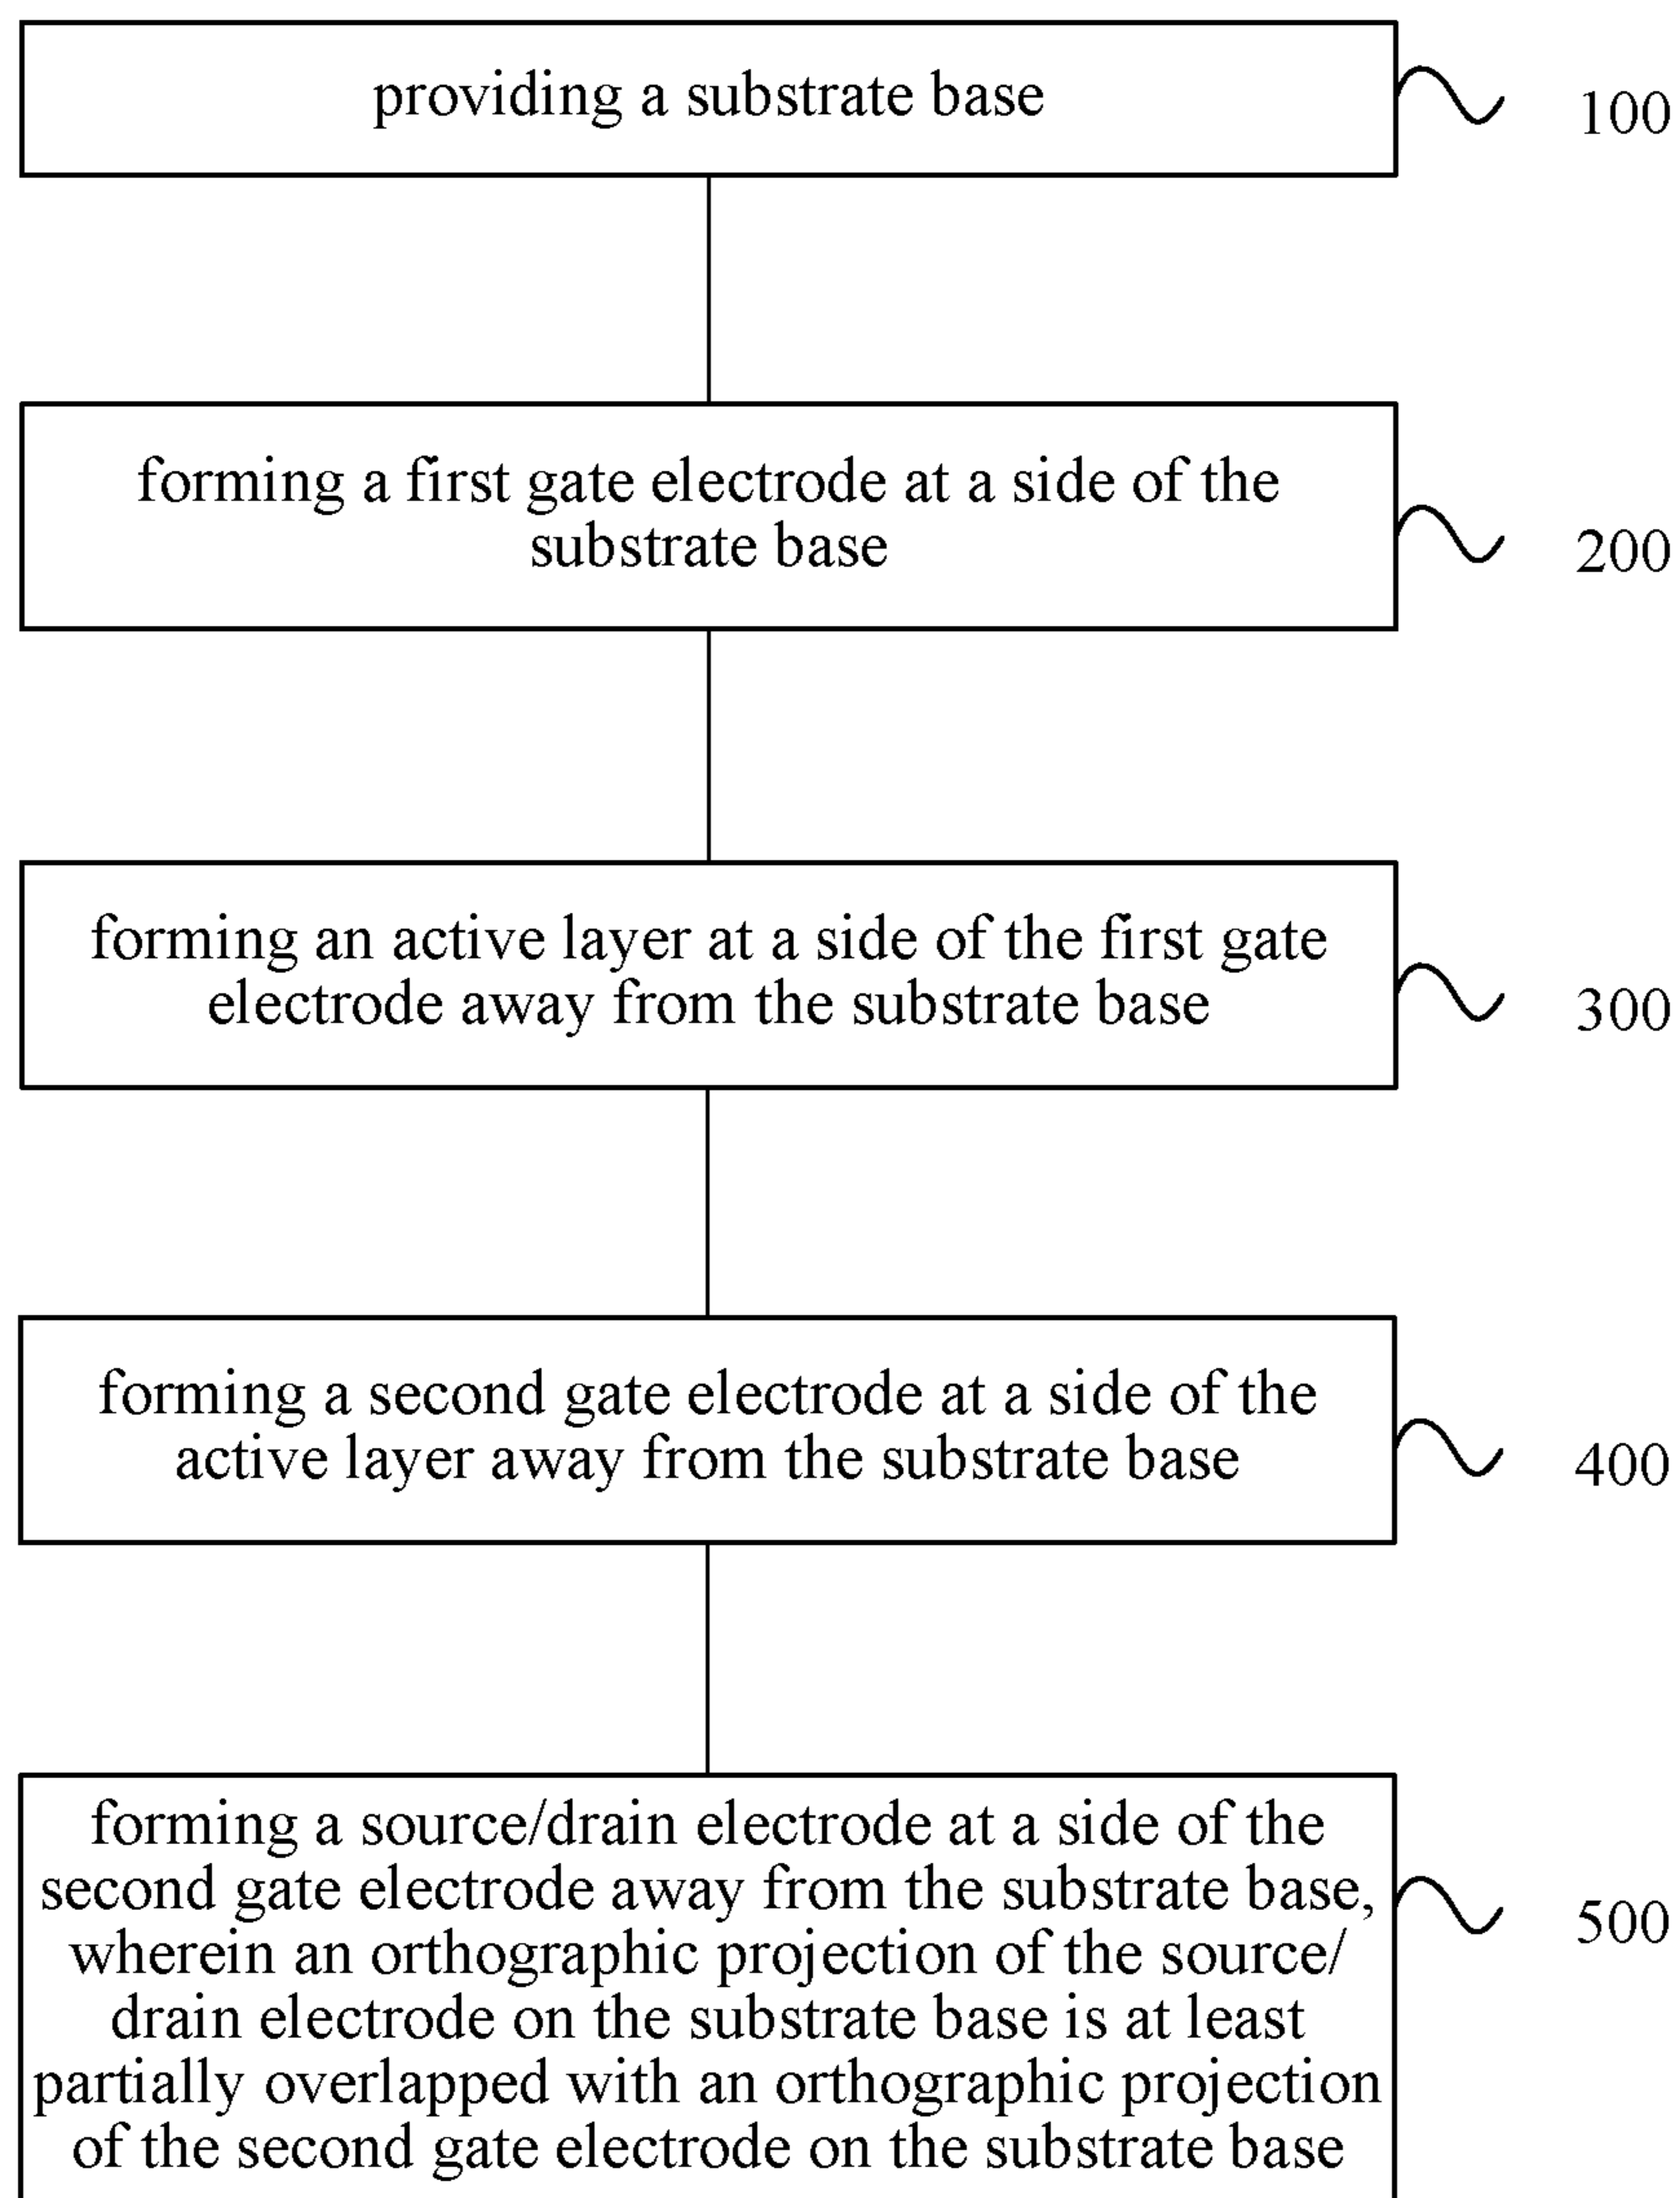 providing a substrate base
100
forming a first gate electrode at a side of the
substrate base
200
forming an active layer at a side of the first gate
electrode away from the substrate base
300
forming a second gate electrode at a side of the
active layer away from the substrate base
400
forming a source/drain electrode at a side of the
second gate electrode away from the substrate base,
wherein an orthographic projection of the source/
drain electrode on the substrate base is at least
partially overlapped with an orthographic projection
of the second gate electrode on the substrate base
500